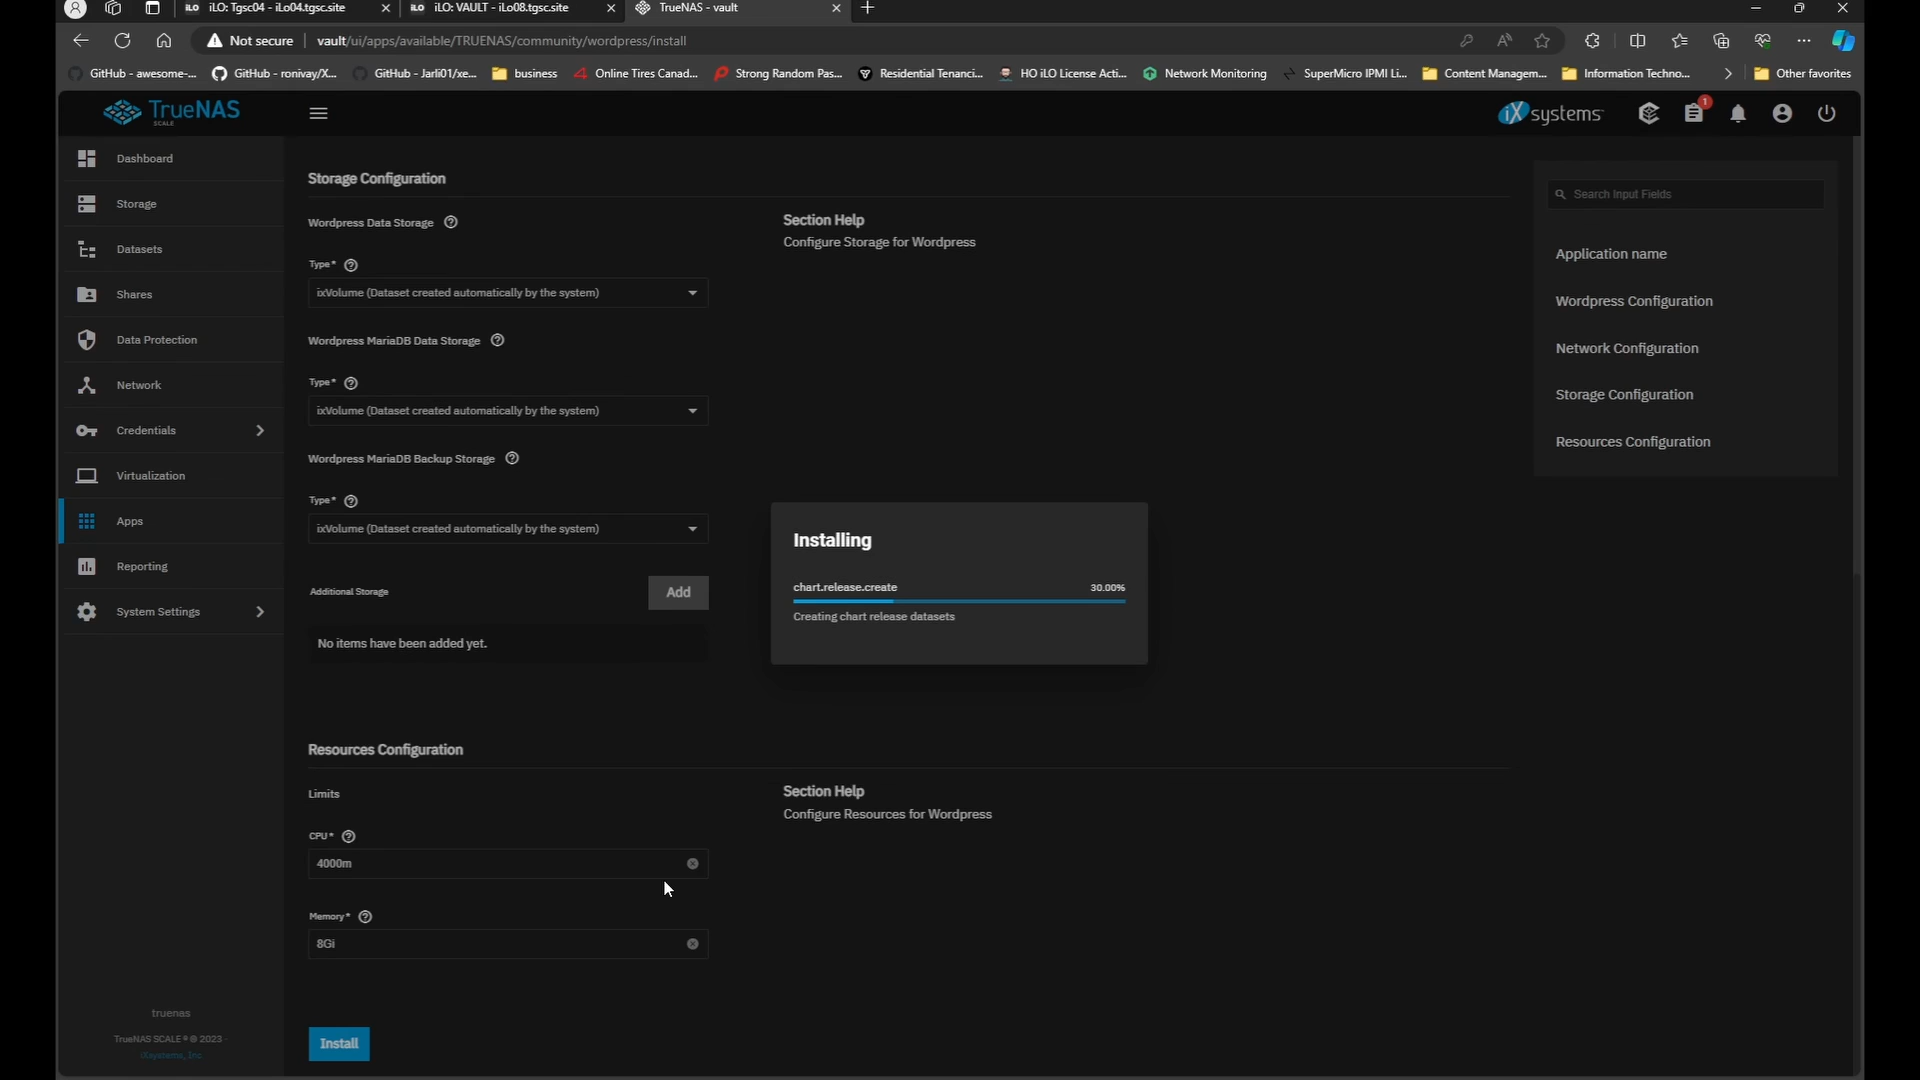 iLO iLO: Tgsc04 - iLo04.tgsc.site
iLO iLO: VAULT - iLo08.tgsc.site
TrueNAS - vault
Not secure
vault/ui/apps/available/TRUENAS/community/wordpress/install
GitHub - awesome-...
GitHub - ronivay/X...
GitHub - Jarli01/xe...
business
Online Tires Canad...
Strong Random Pas...
Residential Tenanci...
HO iLO License Acti...
Network Monitoring
SuperMicro IPMI Li...
Content Managem...
Information Techno...
Other favorites
TrueNAS
SCALE
iXsystems
1
Dashboard
Storage
Datasets
Shares
Data Protection
Network
Credentials
Virtualization
Apps
Reporting
System Settings
truenas
TrueNAS SCALE ® © 2023 -
iXsystems, Inc
Storage Configuration
Wordpress Data Storage
Type*
ixVolume (Dataset created automatically by the system)
Wordpress MariaDB Data Storage
Type*
ixVolume (Dataset created automatically by the system)
Wordpress MariaDB Backup Storage
Type*
ixVolume (Dataset created automatically by the system)
Additional Storage
Add
No items have been added yet.
Section Help
Configure Storage for Wordpress
Installing
chart.release.create
30.00%
Creating chart release datasets
Resources Configuration
Limits
CPU*
4000m
Memory*
8Gi
Section Help
Configure Resources for Wordpress
Install
Search Input Fields
Application name
Wordpress Configuration
Network Configuration
Storage Configuration
Resources Configuration